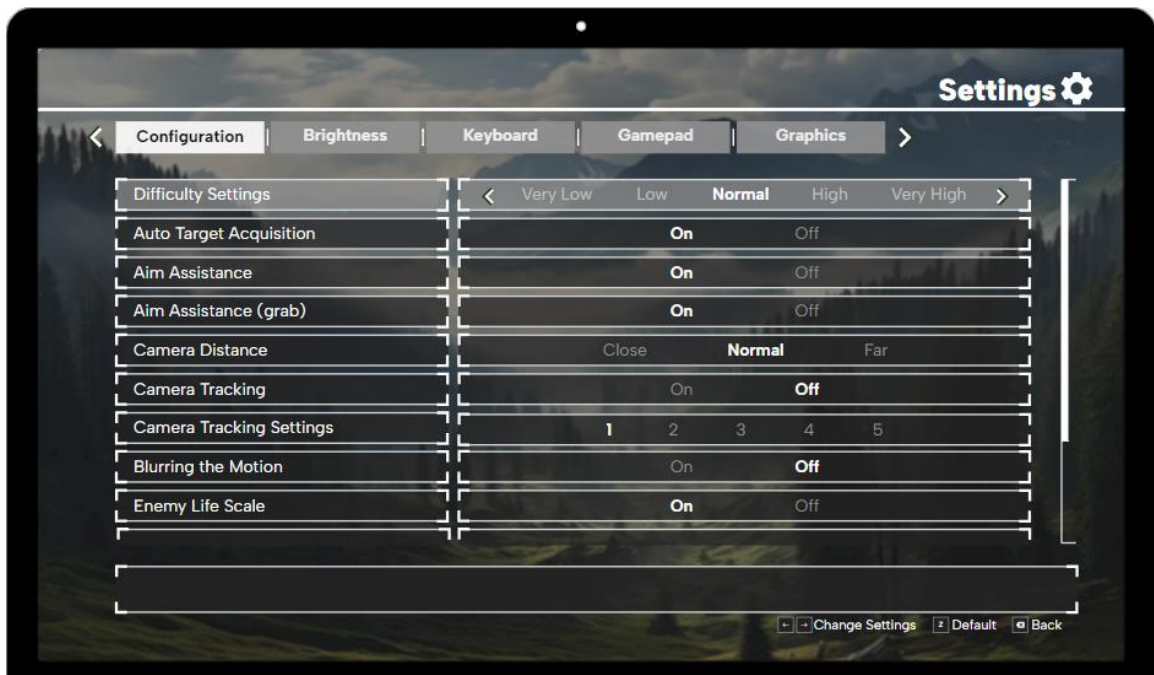 Settings
Configuration Brightness Keyboard Gamepad Graphics
Difficulty Settings Very Low Low Normal High Very High
Auto Target Acquisition On Off
Aim Assistance On Off
Aim Assistance (grab) On Off
Camera Distance Close Normal Far
Camera Tracking On Off
Camera Tracking Settings 1 2 3 4 5
Blurring the Motion On Off
Enemy Life Scale On Off
← → Change Settings Z Default Back